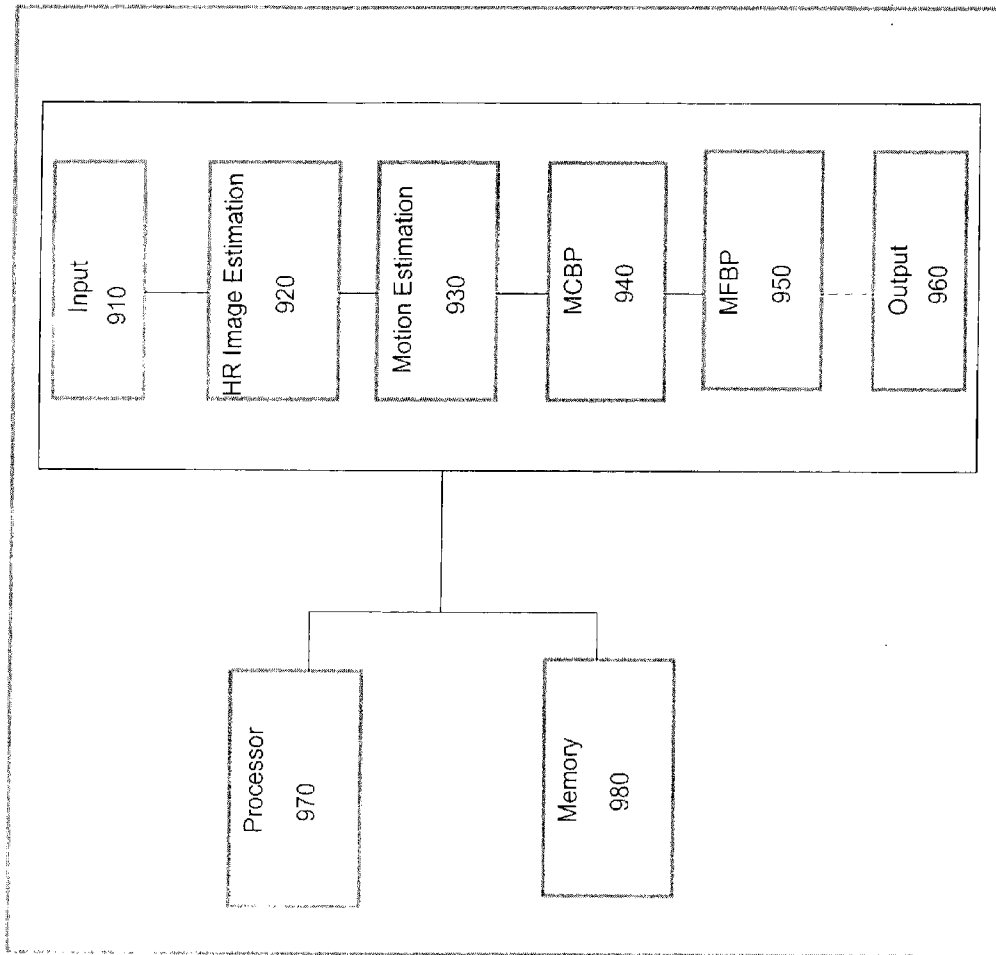 Input
910
HR Image Estimation
920
Motion Estimation
930
MCBP
940
MFBP
950
Output
960
Processor
970
Memory
980